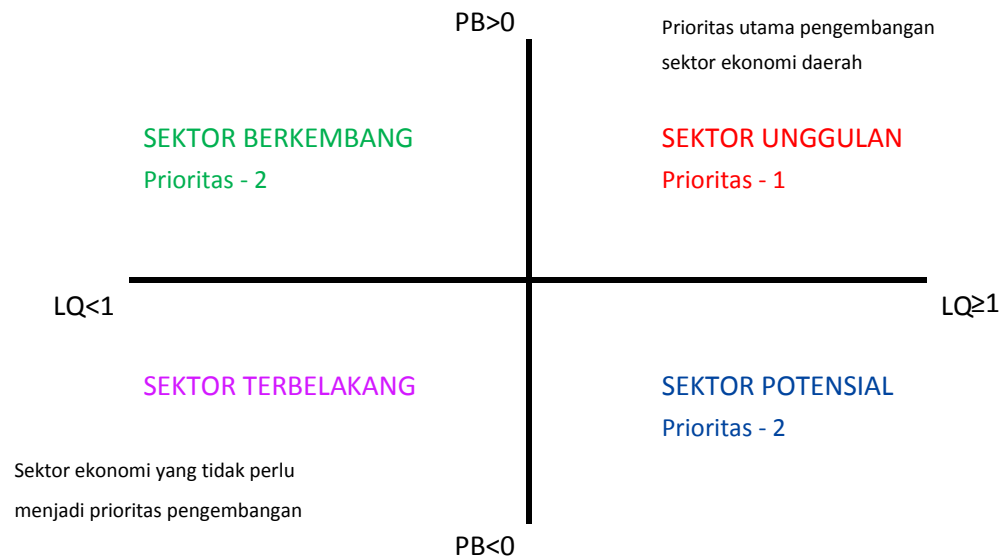 PB>0
Prioritas utama pengembangan
sektor ekonomi daerah
SEKTOR BERKEMBANG
Prioritas - 2
SEKTOR UNGGULAN
Prioritas - 1
LQ<1
LQ≥1
SEKTOR TERBELAKANG
SEKTOR POTENSIAL
Prioritas - 2
Sektor ekonomi yang tidak perlu
menjadi prioritas pengembangan
PB<0